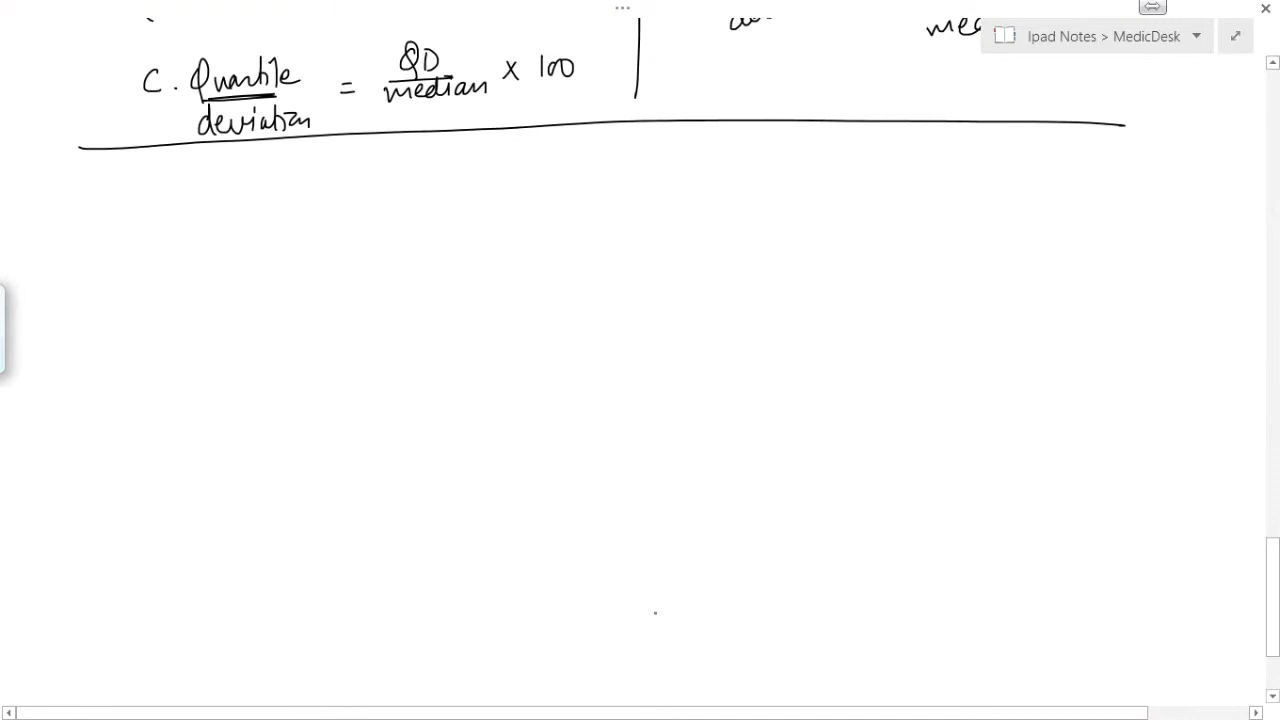 Ipad Notes > MedicDesk
C. Quartile deviation = QD / median × 100